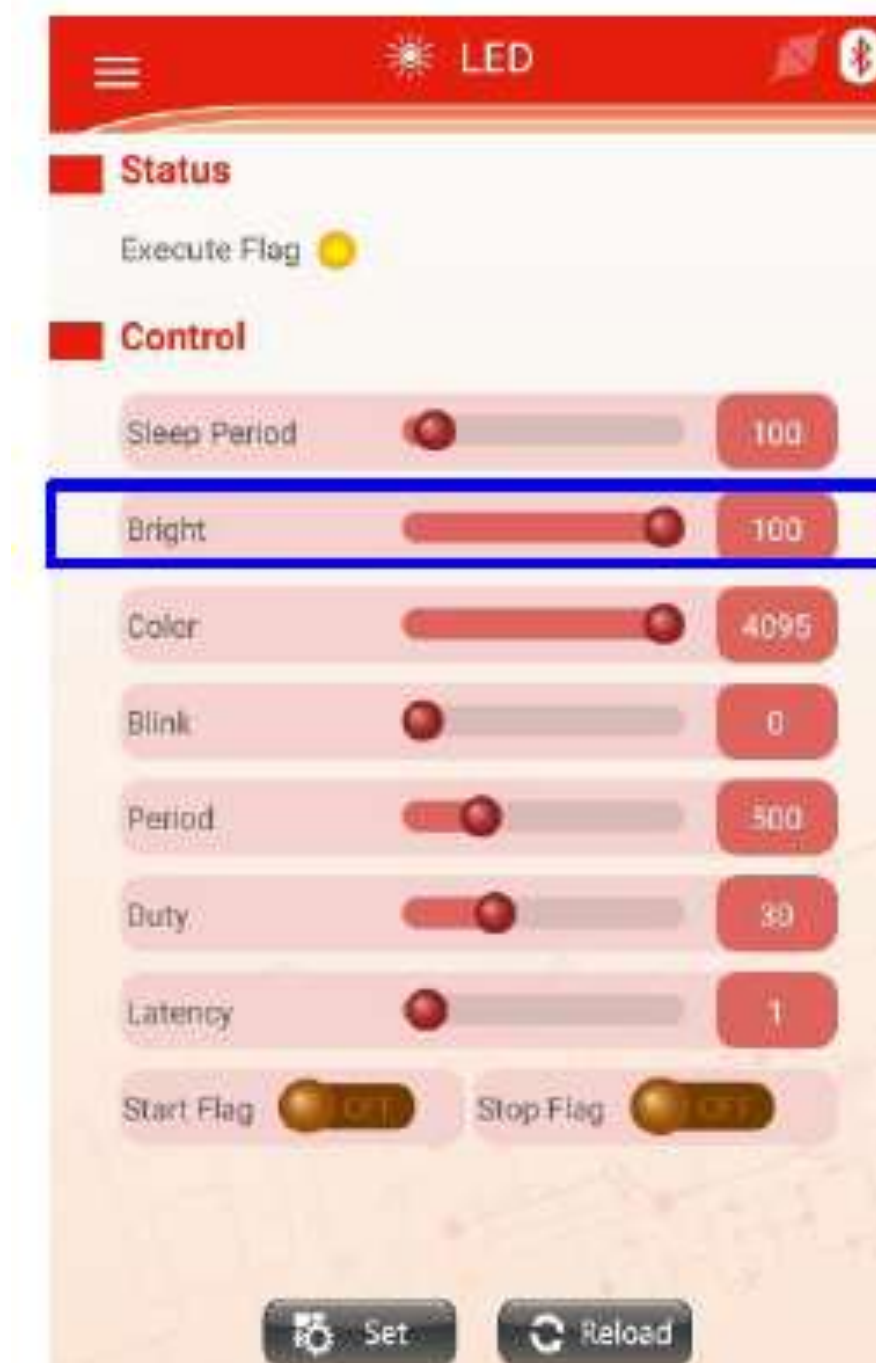 LED
Status
Execute Flag
Control
Sleep Period 100
Bright 100
Color 4095
Blink 0
Period 500
Duty 30
Latency 1
Start Flag OFF Stop Flag OFF
Set Reload